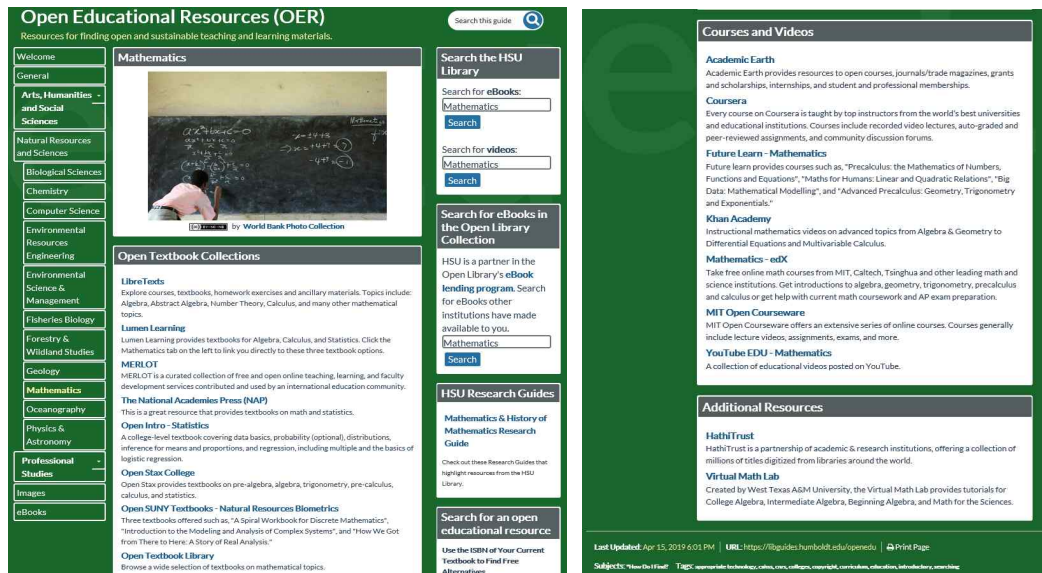 Open Educational Resources (OER)
Resources for finding open and sustainable teaching and learning materials.
Search this guide
Welcome
General
Arts, Humanities -
and Social
Sciences
Natural Resources
and Sciences
Biological Sciences
Chemistry
Computer Science
Environmental
Resources
Engineering
Environmental
Science &
Management
Fisheries Biology
Forestry &
Wildland Studies
Geology
Mathematics
Oceanography
Physics &
Astronomy
Professional -
Studies
Images
eBooks
Mathematics
by World Bank Photo Collection
Open Textbook Collections
LibreTexts
Explore courses, textbooks, homework exercises and ancillary materials. Topics include:
Algebra, Abstract Algebra, Number Theory, Calculus, and many other mathematical
topics.
Lumen Learning
Lumen Learning provides textbooks for Algebra, Calculus, and Statistics. Click the
Mathematics tab on the left to link you directly to these three textbook options.
MERLOT
MERLOT is a curated collection of free and open online teaching, learning, and faculty
development services contributed and used by an international education community.
The National Academies Press (NAP)
This is a great resource that provides textbooks on math and statistics.
Open Intro - Statistics
A college-level textbook covering data basics, probability (optional), distributions,
inference for means and proportions, and regression, including multiple and the basics of
logistic regression.
Open Stax College
Open Stax provides textbooks on pre-algebra, algebra, trigonometry, pre-calculus,
calculus, and statistics.
Open SUNY Textbooks - Natural Resources Biometrics
Three textbooks offered such as, "A Spiral Workbook for Discrete Mathematics",
"Introduction to the Modeling and Analysis of Complex Systems", and "How We Got
from There to Here: A Story of Real Analysis."
Open Textbook Library
Browse a wide selection of textbooks on mathematical topics.
Search the HSU
Library
Search for eBooks:
Mathematics
Search
Search for videos:
Mathematics
Search
Search for eBooks in
the Open Library
Collection
HSU is a partner in the
Open Library's eBook
lending program. Search
for eBooks other
institutions have made
available to you.
Mathematics
Search
HSU Research Guides
Mathematics & History of
Mathematics Research
Guide
Check out these Research Guides that
highlight resources from the HSU
Library.
Search for an open
educational resource
Use the ISBN of Your Current
Textbook to Find Free
Alternatives
Courses and Videos
Academic Earth
Academic Earth provides resources to open courses, journals/trade magazines, grants
and scholarships, internships, and student and professional memberships.
Coursera
Every course on Coursera is taught by top instructors from the world's best universities
and educational institutions. Courses include recorded video lectures, auto-graded and
peer-reviewed assignments, and community discussion forums.
Future Learn - Mathematics
Future learn provides courses such as, "Precalculus: the Mathematics of Numbers,
Functions and Equations", "Maths for Humans: Linear and Quadratic Relations", "Big
Data: Mathematical Modelling", and "Advanced Precalculus: Geometry, Trigonometry
and Exponentials."
Khan Academy
Instructional mathematics videos on advanced topics from Algebra & Geometry to
Differential Equations and Multivariable Calculus.
Mathematics - edX
Take free online math courses from MIT, Caltech, Tsinghua and other leading math and
science institutions. Get introductions to algebra, geometry, trigonometry, precalculus
and calculus or get help with current math coursework and AP exam preparation.
MIT Open Courseware
MIT Open Courseware offers an extensive series of online courses. Courses generally
include lecture videos, assignments, exams, and more.
YouTube EDU - Mathematics
A collection of educational videos posted on YouTube.
Additional Resources
HathiTrust
HathiTrust is a partnership of academic & research institutions, offering a collection of
millions of titles digitized from libraries around the world.
Virtual Math Lab
Created by West Texas A&M University, the Virtual Math Lab provides tutorials for
College Algebra, Intermediate Algebra, Beginning Algebra, and Math for the Sciences.
Last Updated: Apr 15, 2019 6:01 PM | URL: https://libguides.humboldt.edu/openedu | Print Page
Subjects: "How Do I Find?" Tags: appropriate technology, colleges, copyright, curriculum, education, introductory, searching